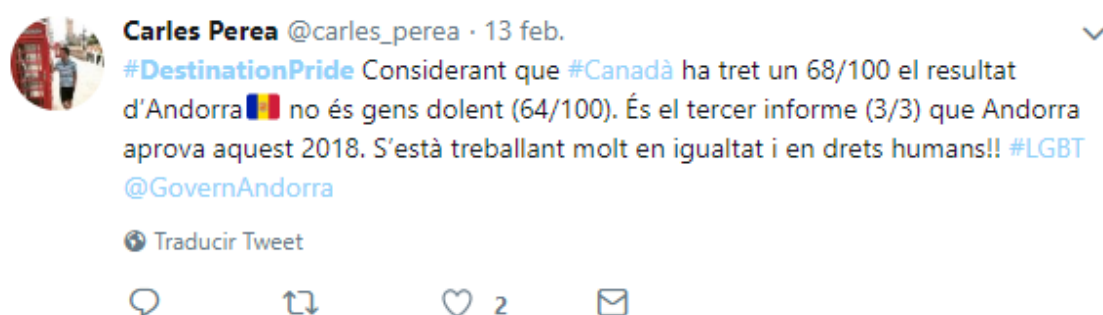 Carles Perea @carles_perea · 13 feb.
#DestinationPride Considerant que #Canadà ha tret un 68/100 el resultat
d'Andorra🇦🇩 no és gens dolent (64/100). És el tercer informe (3/3) que Andorra
aprova aquest 2018. S'està treballant molt en igualtat i en drets humans!! #LGBT
@GovernAndorra
Traducir Tweet
2